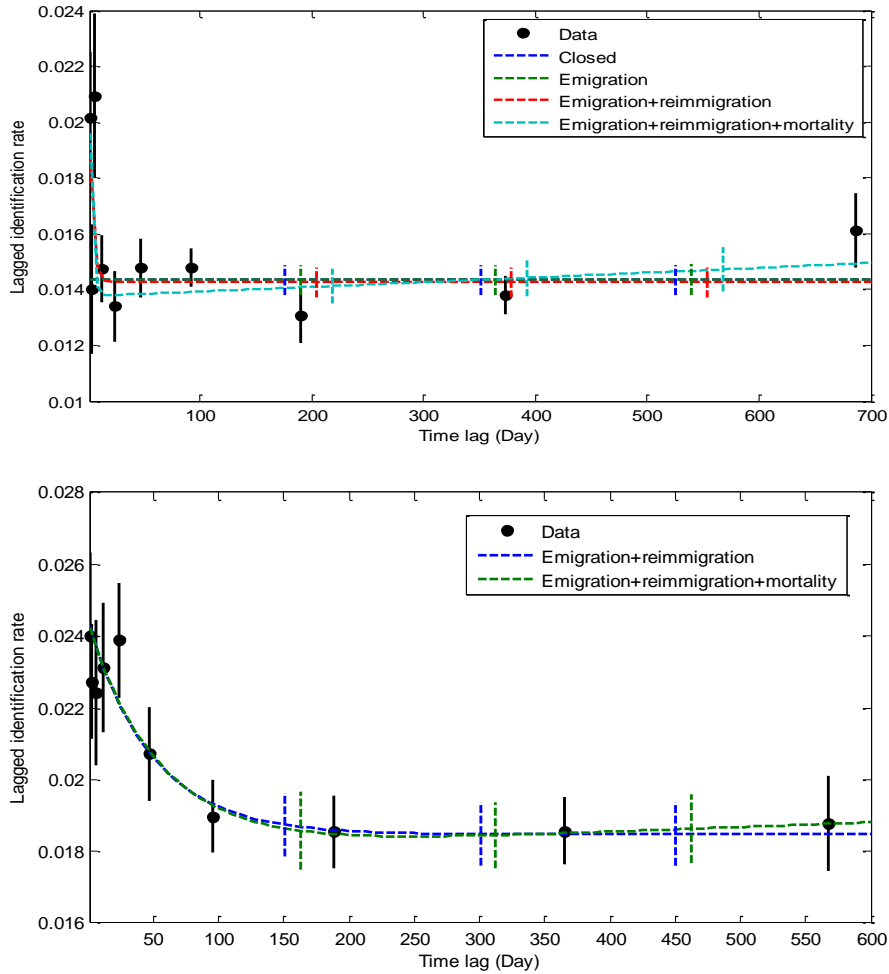 0.024
0.022
0.02
0.018
0.016
0.014
0.012
0.01
Lagged identification rate
Data
Closed
Emigration
Emigration+reimmigration
Emigration+reimmigration+mortality
100 200 300 400 500 600 700
Time lag (Day)
0.028
0.026
0.024
0.022
0.02
0.018
0.016
Lagged identification rate
Data
Emigration+reimmigration
Emigration+reimmigration+mortality
50 100 150 200 250 300 350 400 450 500 550 600
Time lag (Day)